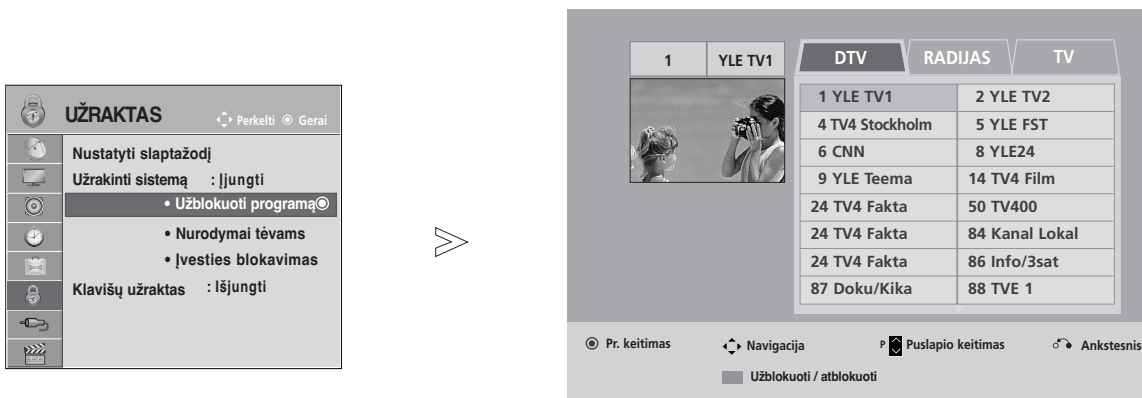 UŽRAKTAS
Perkelti Gerai
Nustatyti slaptažodį
Užrakinti sistemą : Įjungti
• Užblokuoti programą
• Nurodymai tėvams
• Įvesties blokavimas
Klavišų užraktas : Išjungti
1 YLE TV1
DTV RADIJAS TV
1 YLE TV1 2 YLE TV2
4 TV4 Stockholm 5 YLE FST
6 CNN 8 YLE24
9 YLE Teema 14 TV4 Film
24 TV4 Fakta 50 TV400
24 TV4 Fakta 84 Kanal Lokal
24 TV4 Fakta 86 Info/3sat
87 Doku/Kika 88 TVE 1
Pr. keitimas Navigacija P Puslapio keitimas Ankstesnis
Užblokuoti / atblokuoti